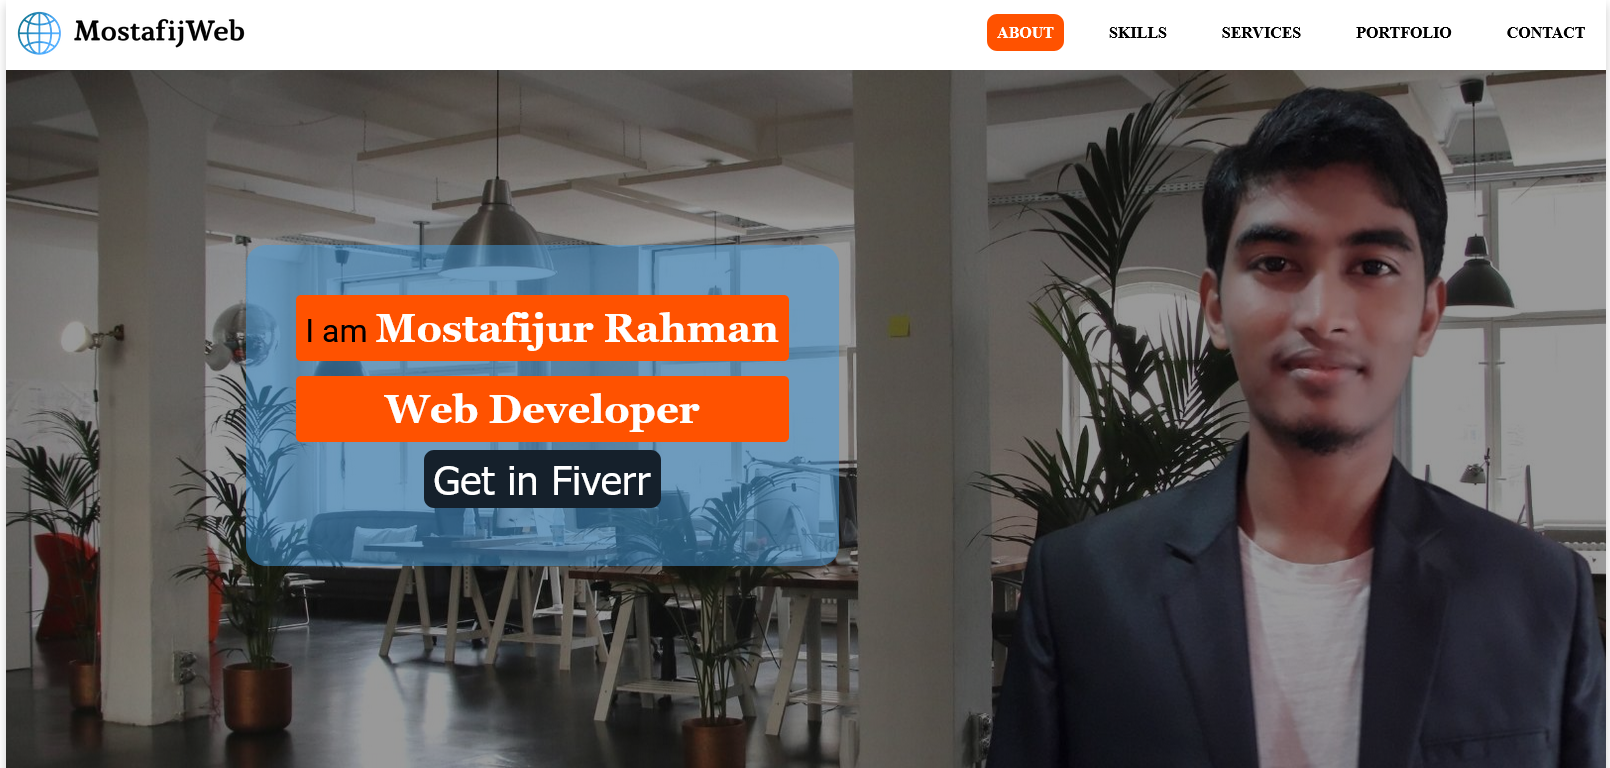 MostafijWeb
ABOUT SKILLS SERVICES PORTFOLIO CONTACT
I am Mostafijur Rahman
Web Developer
Get in Fiverr